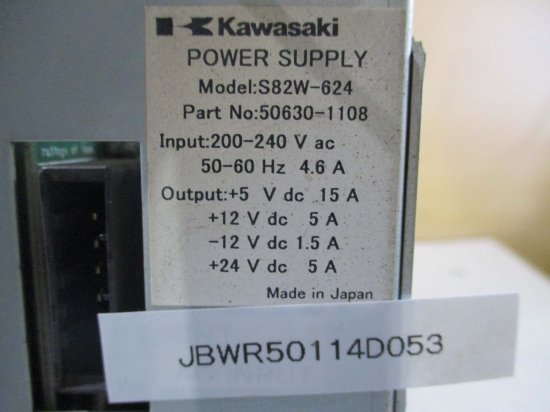 Kawasaki
POWER SUPPLY
Model:S82W-624
Part No:50630-1108
Input:200-240 V ac
50-60 Hz 4.6 A
Output:+5 V dc 15 A
+12 V dc 5 A
-12 V dc 1.5 A
+24 V dc 5 A
Made in Japan
JBWR50114D053